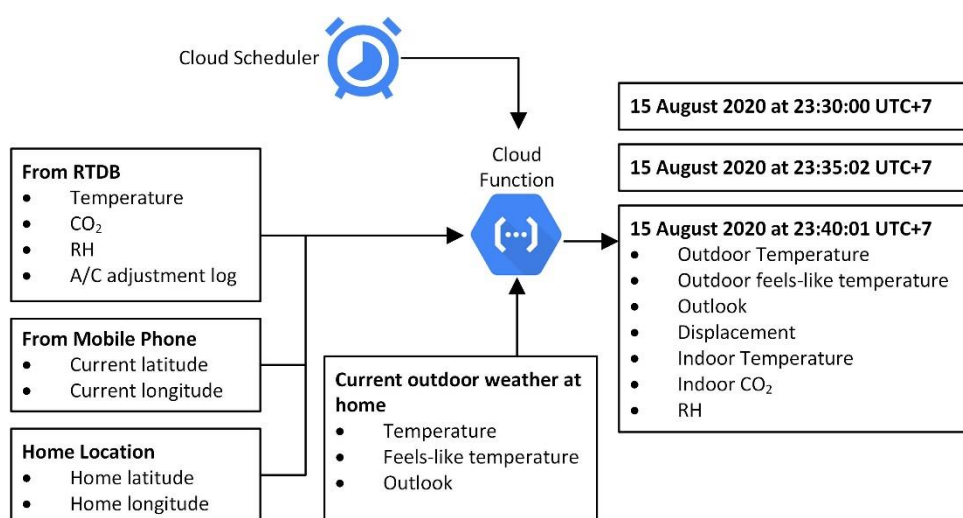 Cloud Scheduler
15 August 2020 at 23:30:00 UTC+7
Cloud
Function
15 August 2020 at 23:35:02 UTC+7
From RTDB
• Temperature
• CO₂
• RH
• A/C adjustment log
15 August 2020 at 23:40:01 UTC+7
• Outdoor Temperature
• Outdoor feels-like temperature
• Outlook
• Displacement
• Indoor Temperature
• Indoor CO₂
• RH
From Mobile Phone
• Current latitude
• Current longitude
Current outdoor weather at
home
• Temperature
• Feels-like temperature
• Outlook
Home Location
• Home latitude
• Home longitude